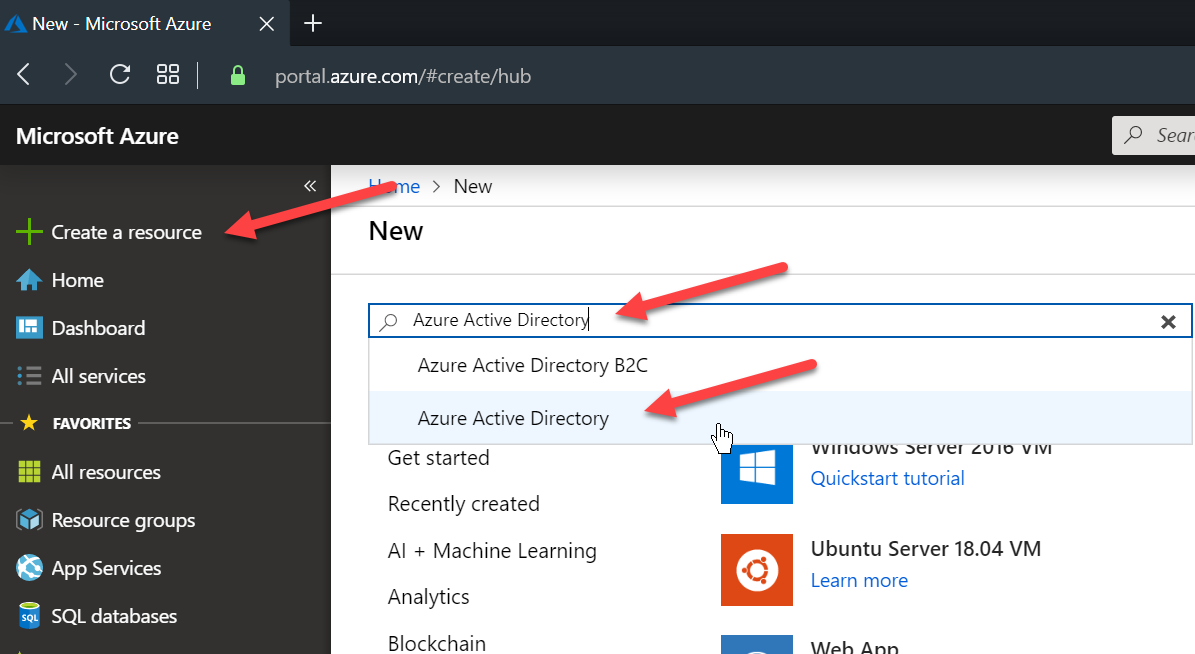 New - Microsoft Azure
portal.azure.com/#create/hub
Microsoft Azure
Home > New
New
Create a resource
Home
Dashboard
All services
FAVORITES
All resources
Resource groups
App Services
SQL databases
Azure Active Directory
Azure Active Directory B2C
Azure Active Directory
Get started
Recently created
AI + Machine Learning
Analytics
Blockchain
Windows Server 2016 VM
Quickstart tutorial
Ubuntu Server 18.04 VM
Learn more
Web App
SQL